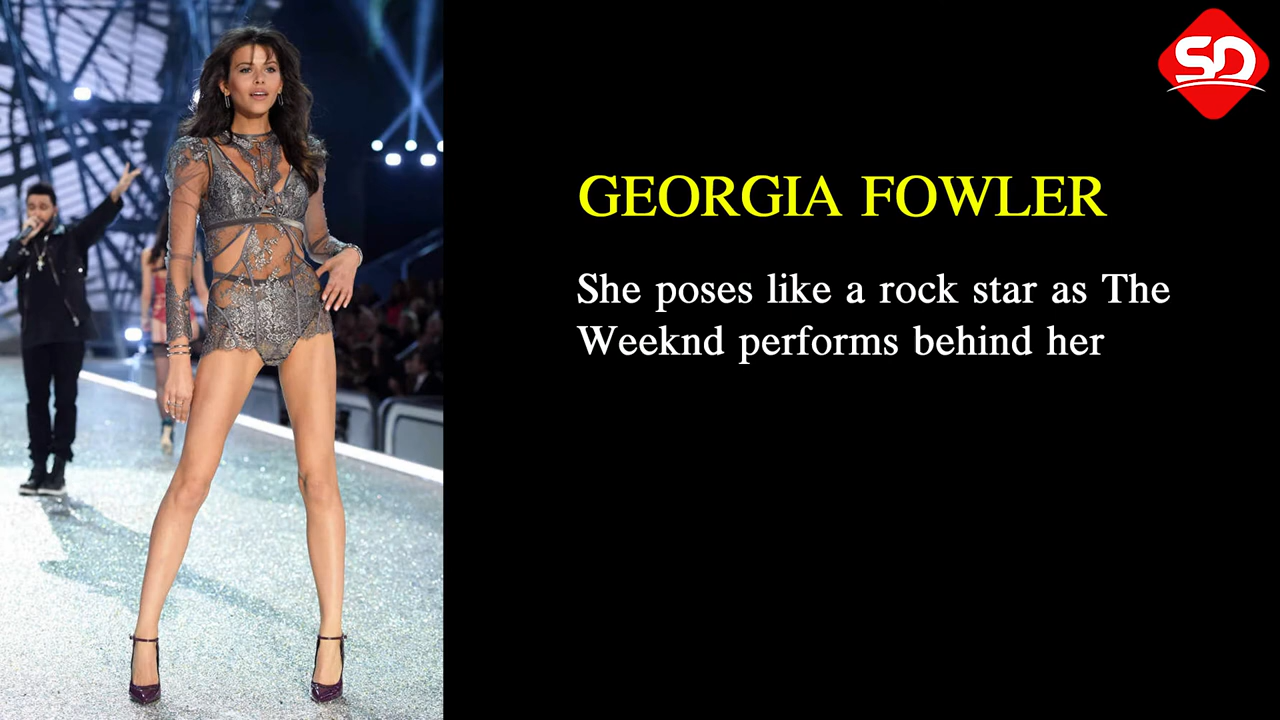 SD
GEORGIA FOWLER
She poses like a rock star as The
Weeknd performs behind her